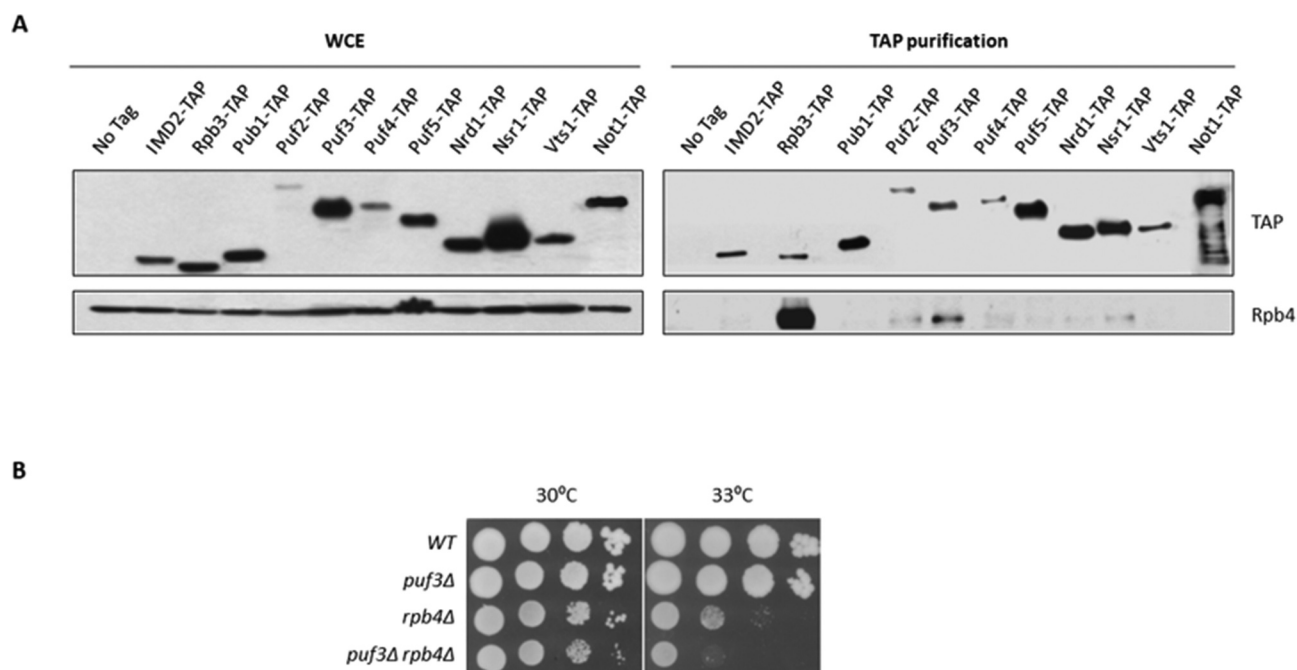 A
WCE
TAP purification
No Tag
IMD2-TAP
Rpb3-TAP
Pub1-TAP
Puf2-TAP
Puf3-TAP
Puf4-TAP
Puf5-TAP
Nrd1-TAP
Nsr1-TAP
Vts1-TAP
Not1-TAP
No Tag
IMD2-TAP
Rpb3-TAP
Pub1-TAP
Puf2-TAP
Puf3-TAP
Puf4-TAP
Puf5-TAP
Nrd1-TAP
Nsr1-TAP
Vts1-TAP
Not1-TAP
TAP
Rpb4
B
30⁰C
33⁰C
WT
puf3Δ
rpb4Δ
puf3Δ rpb4Δ